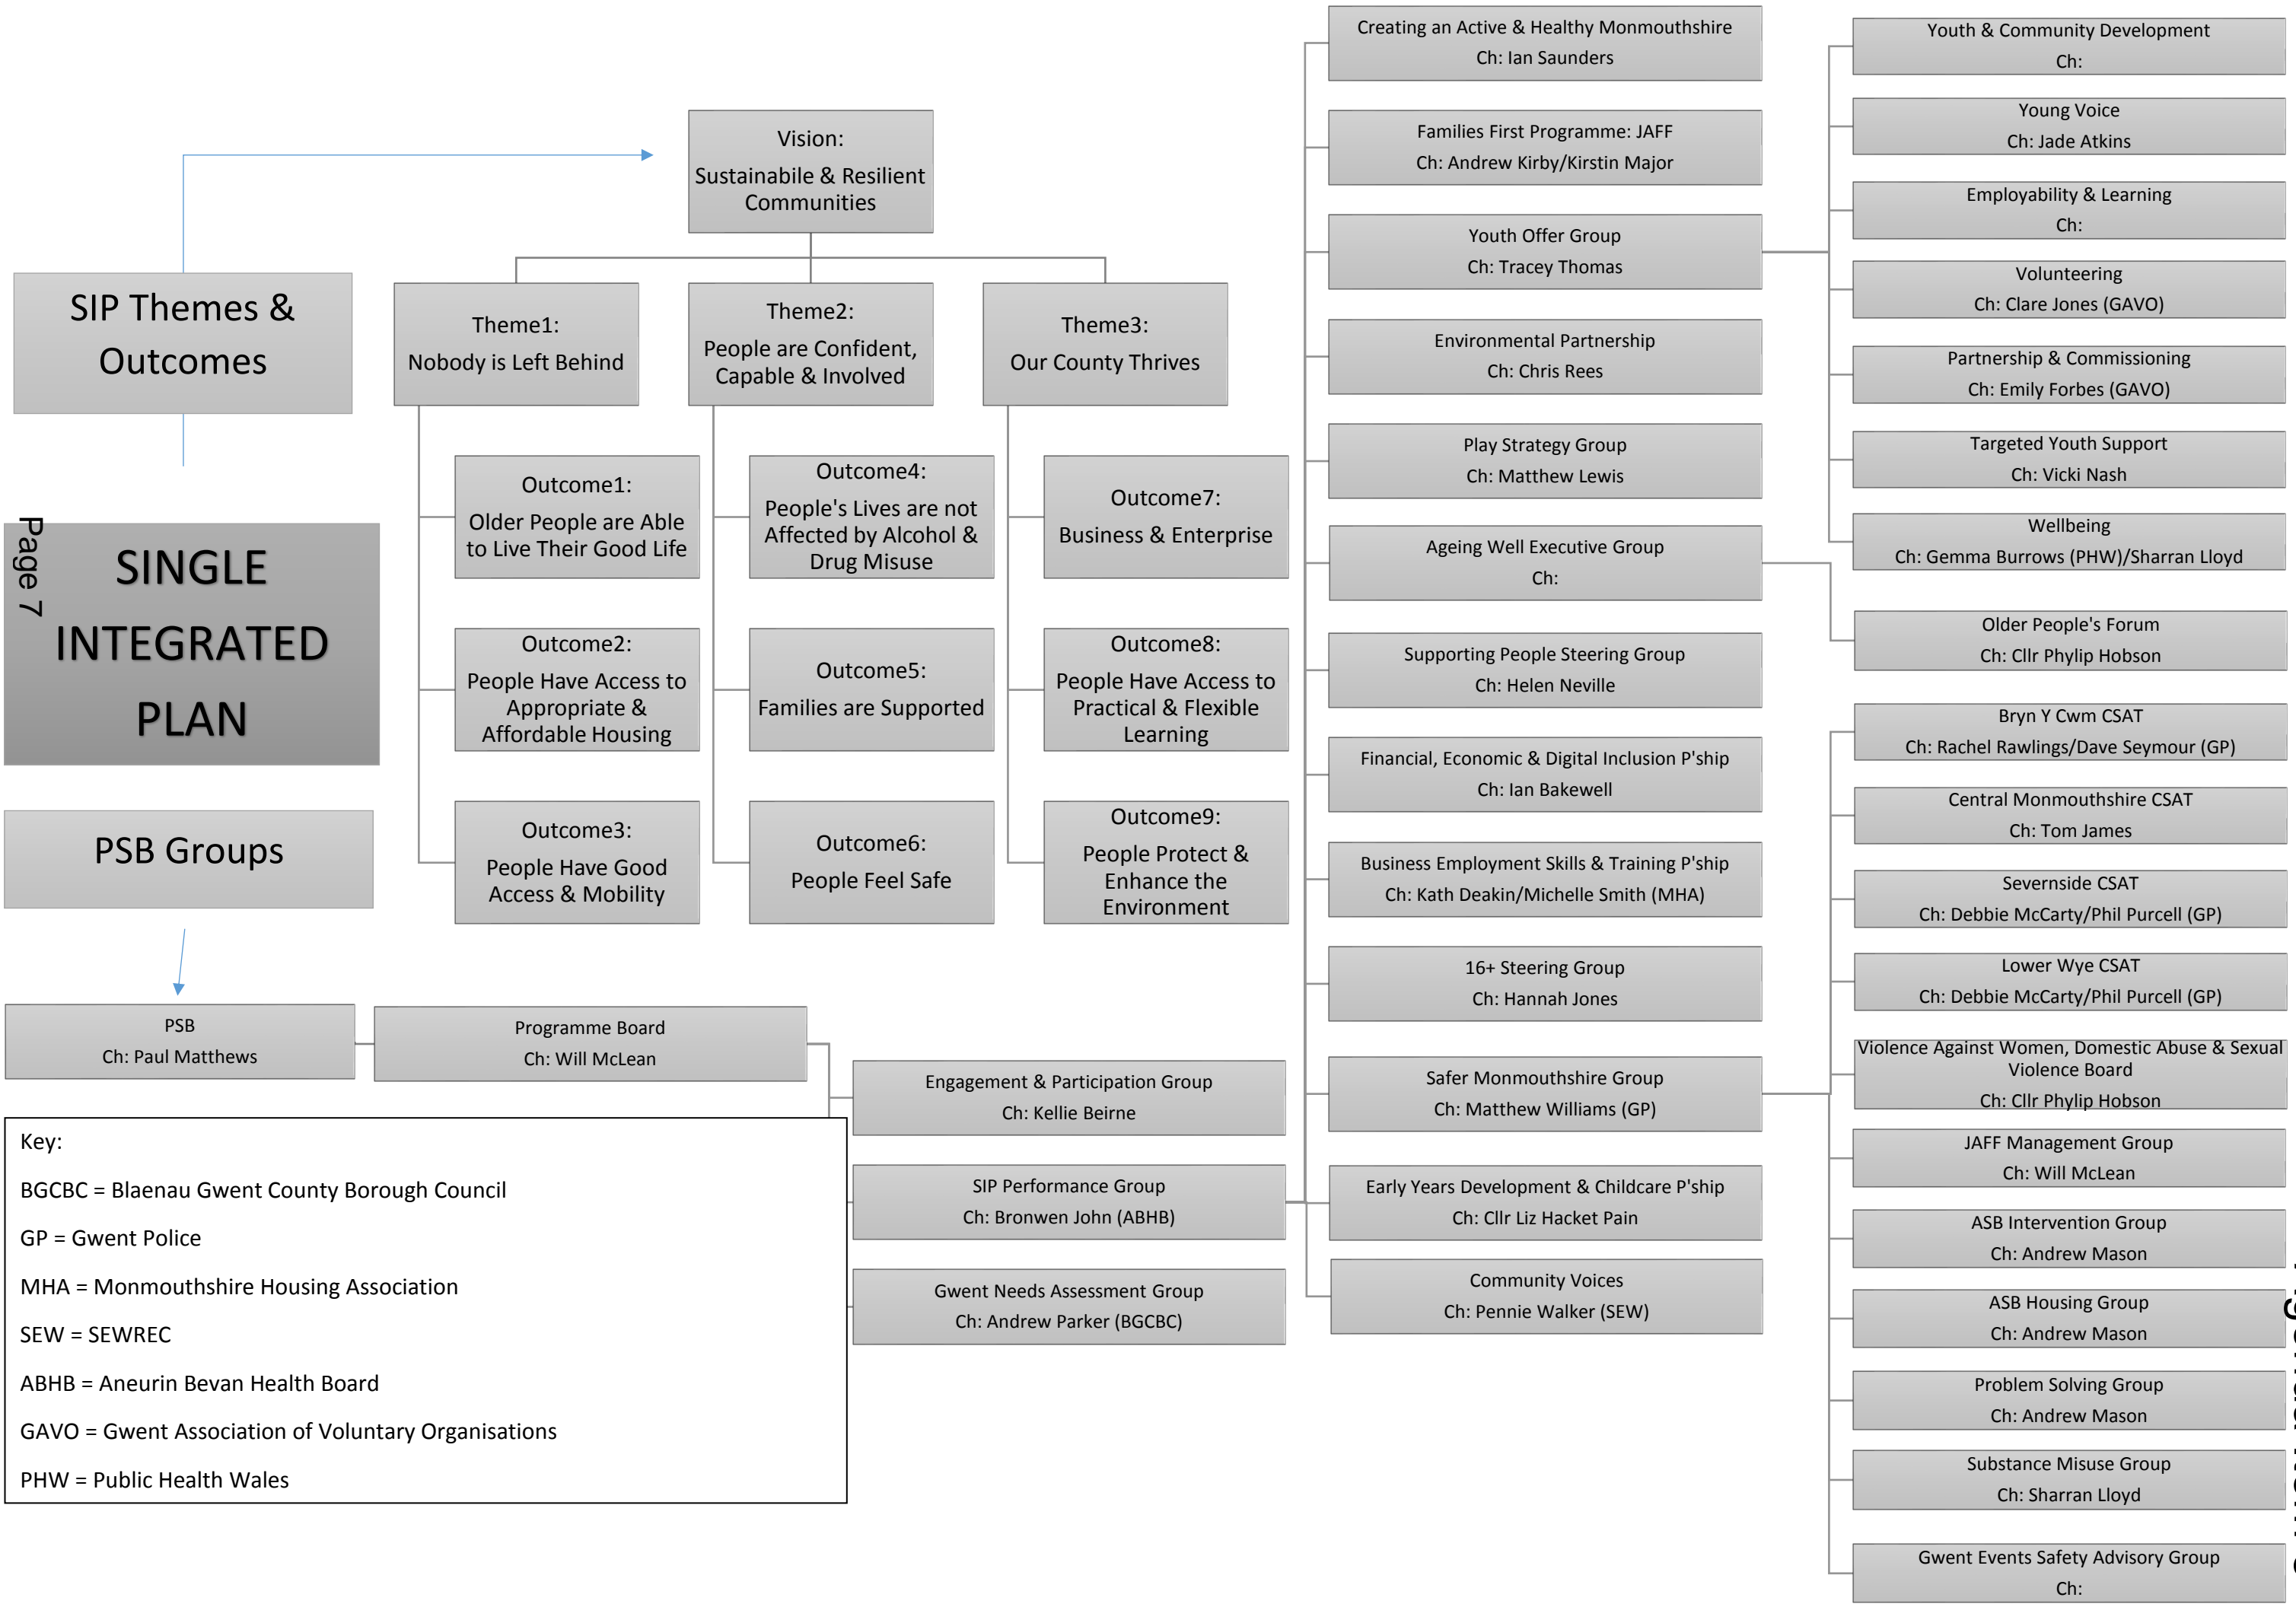 Vision:
Sustainabile & Resilient
Communities
SIP Themes &
Outcomes
Theme1:
Nobody is Left Behind
Theme2:
People are Confident,
Capable & Involved
Theme3:
Our County Thrives
Outcome1:
Older People are Able
to Live Their Good Life
Outcome2:
People Have Access to
Appropriate &
Affordable Housing
Outcome3:
People Have Good
Access & Mobility
Outcome4:
People's Lives are not
Affected by Alcohol &
Drug Misuse
Outcome5:
Families are Supported
Outcome6:
People Feel Safe
Outcome7:
Business & Enterprise
Outcome8:
People Have Access to
Practical & Flexible
Learning
Outcome9:
People Protect &
Enhance the
Environment
Page 7
SINGLE
INTEGRATED
PLAN
PSB Groups
PSB
Ch: Paul Matthews
Programme Board
Ch: Will McLean
Engagement & Participation Group
Ch: Kellie Beirne
SIP Performance Group
Ch: Bronwen John (ABHB)
Gwent Needs Assessment Group
Ch: Andrew Parker (BGCBC)
Key:
BGCBC = Blaenau Gwent County Borough Council
GP = Gwent Police
MHA = Monmouthshire Housing Association
SEW = SEWREC
ABHB = Aneurin Bevan Health Board
GAVO = Gwent Association of Voluntary Organisations
PHW = Public Health Wales
Creating an Active & Healthy Monmouthshire
Ch: Ian Saunders
Families First Programme: JAFF
Ch: Andrew Kirby/Kirstin Major
Youth Offer Group
Ch: Tracey Thomas
Environmental Partnership
Ch: Chris Rees
Play Strategy Group
Ch: Matthew Lewis
Ageing Well Executive Group
Ch:
Supporting People Steering Group
Ch: Helen Neville
Financial, Economic & Digital Inclusion P'ship
Ch: Ian Bakewell
Business Employment Skills & Training P'ship
Ch: Kath Deakin/Michelle Smith (MHA)
16+ Steering Group
Ch: Hannah Jones
Safer Monmouthshire Group
Ch: Matthew Williams (GP)
Early Years Development & Childcare P'ship
Ch: Cllr Liz Hacket Pain
Community Voices
Ch: Pennie Walker (SEW)
Youth & Community Development
Ch:
Young Voice
Ch: Jade Atkins
Employability & Learning
Ch:
Volunteering
Ch: Clare Jones (GAVO)
Partnership & Commissioning
Ch: Emily Forbes (GAVO)
Targeted Youth Support
Ch: Vicki Nash
Wellbeing
Ch: Gemma Burrows (PHW)/Sharran Lloyd
Older People's Forum
Ch: Cllr Phylip Hobson
Bryn Y Cwm CSAT
Ch: Rachel Rawlings/Dave Seymour (GP)
Central Monmouthshire CSAT
Ch: Tom James
Severnside CSAT
Ch: Debbie McCarty/Phil Purcell (GP)
Lower Wye CSAT
Ch: Debbie McCarty/Phil Purcell (GP)
Violence Against Women, Domestic Abuse & Sexual
Violence Board
Ch: Cllr Phylip Hobson
JAFF Management Group
Ch: Will McLean
ASB Intervention Group
Ch: Andrew Mason
ASB Housing Group
Ch: Andrew Mason
Problem Solving Group
Ch: Andrew Mason
Substance Misuse Group
Ch: Sharran Lloyd
Gwent Events Safety Advisory Group
Ch: